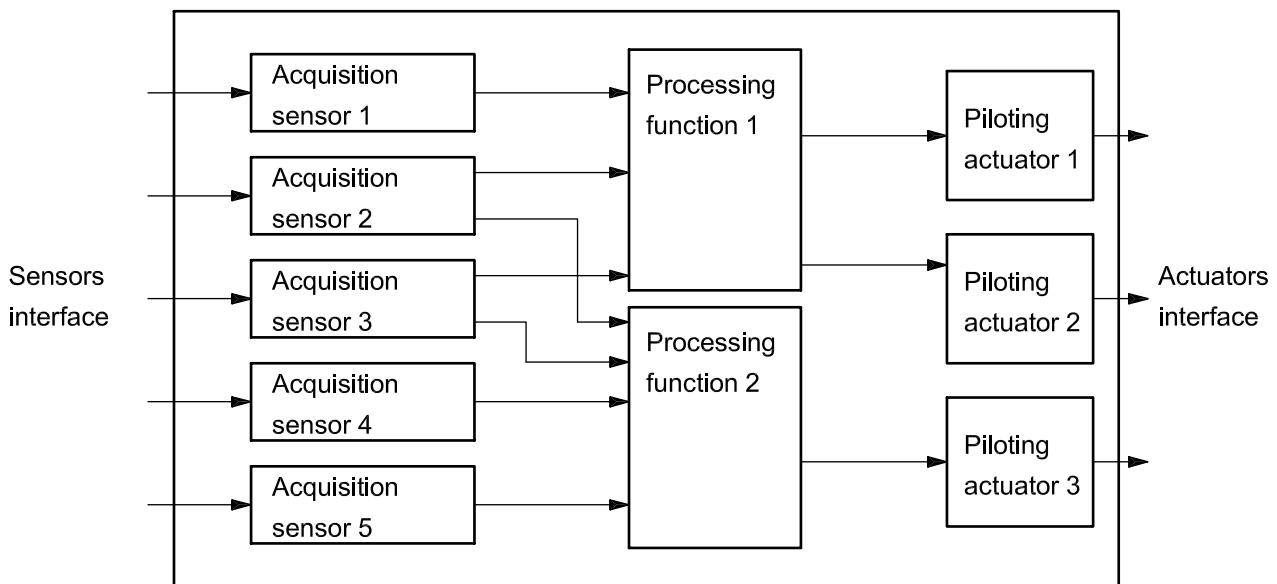 Sensors
interface
Acquisition
sensor 1
Acquisition
sensor 2
Acquisition
sensor 3
Acquisition
sensor 4
Acquisition
sensor 5
Processing
function 1
Processing
function 2
Piloting
actuator 1
Piloting
actuator 2
Piloting
actuator 3
Actuators
interface